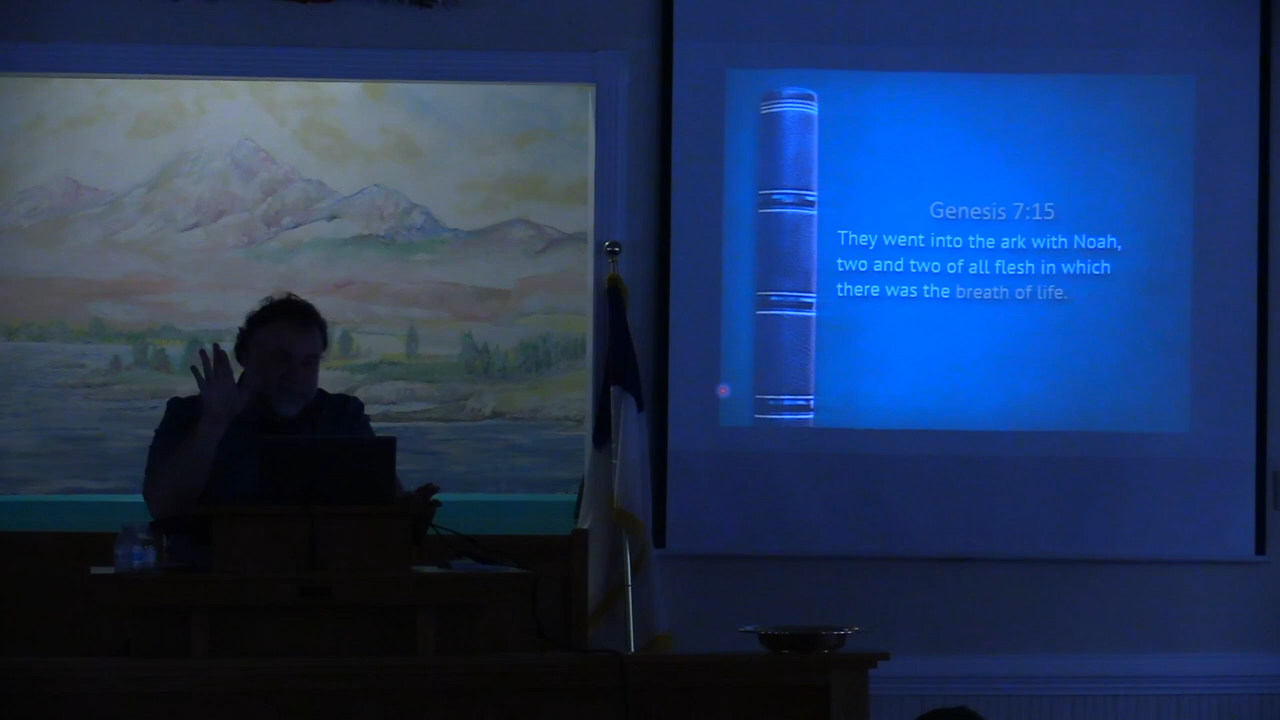 Genesis 7:15
They went into the ark with Noah,
two and two of all flesh in which
there was the breath of life.